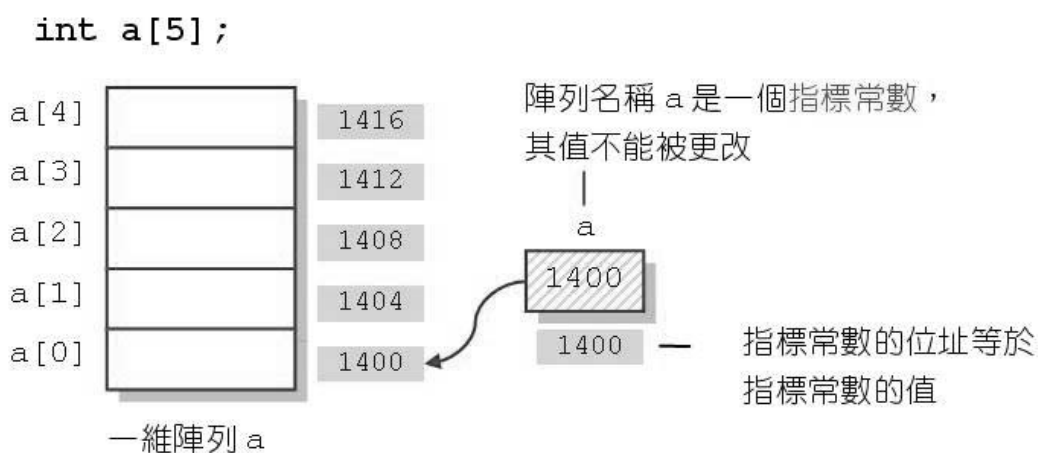 int a[5];
a[4]
1416
a[3]
1412
a[2]
1408
a[1]
1404
a[0]
1400
一維陣列 a
陣列名稱 a 是一個指標常數，
其值不能被更改
a
1400
1400
指標常數的位址等於
指標常數的值